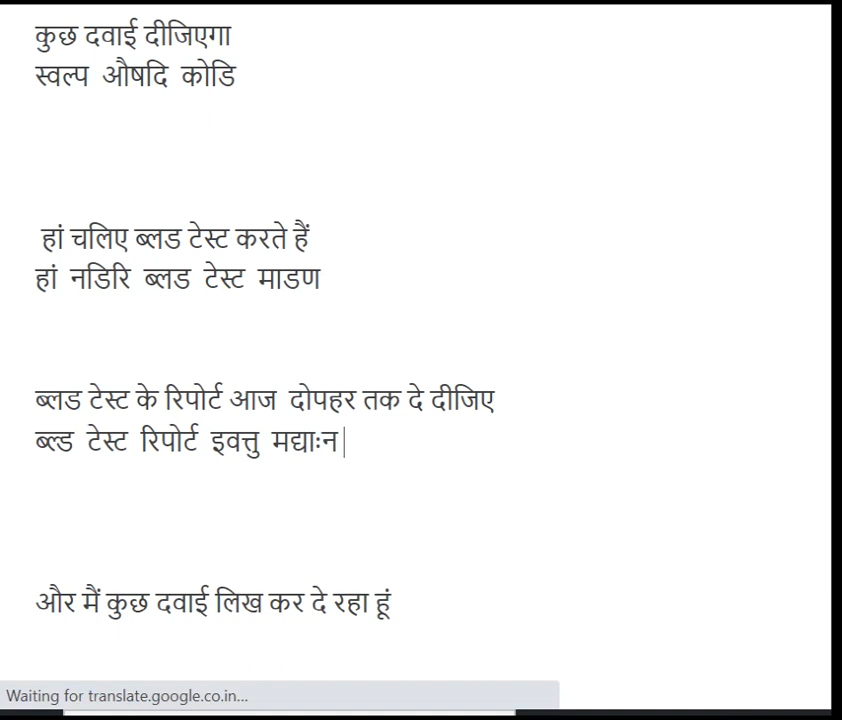 कुछ दवाई दीजिएगा
स्वल्प औषदि कोडि
हां चलिए ब्लड टेस्ट करते हैं
हां नडिरि ब्लड टेस्ट माडण
ब्लड टेस्ट के रिपोर्ट आज दोपहर तक दे दीजिए
ब्ल्ड टेस्ट रिपोर्ट इवत्तु मद्याःन
और मैं कुछ दवाई लिख कर दे रहा हूं
Waiting for translate.google.co.in...